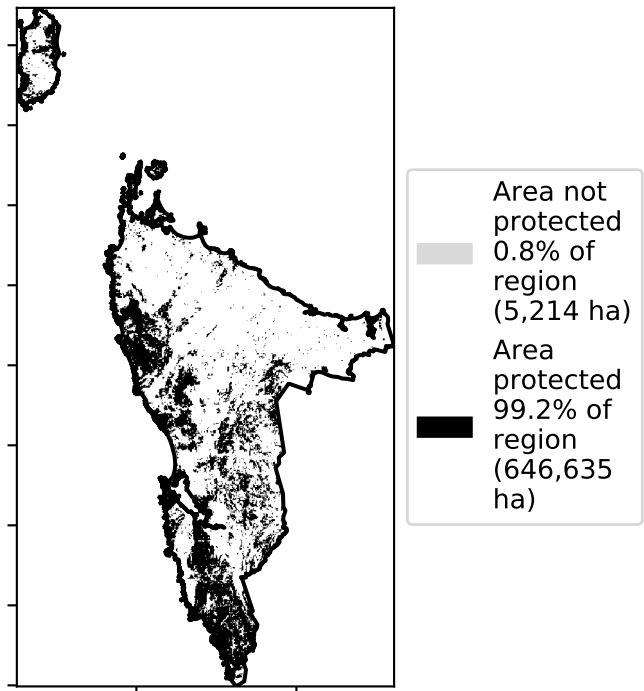 Area not
protected
0.8% of
region
(5,214 ha)
Area
protected
99.2% of
region
(646,635
ha)